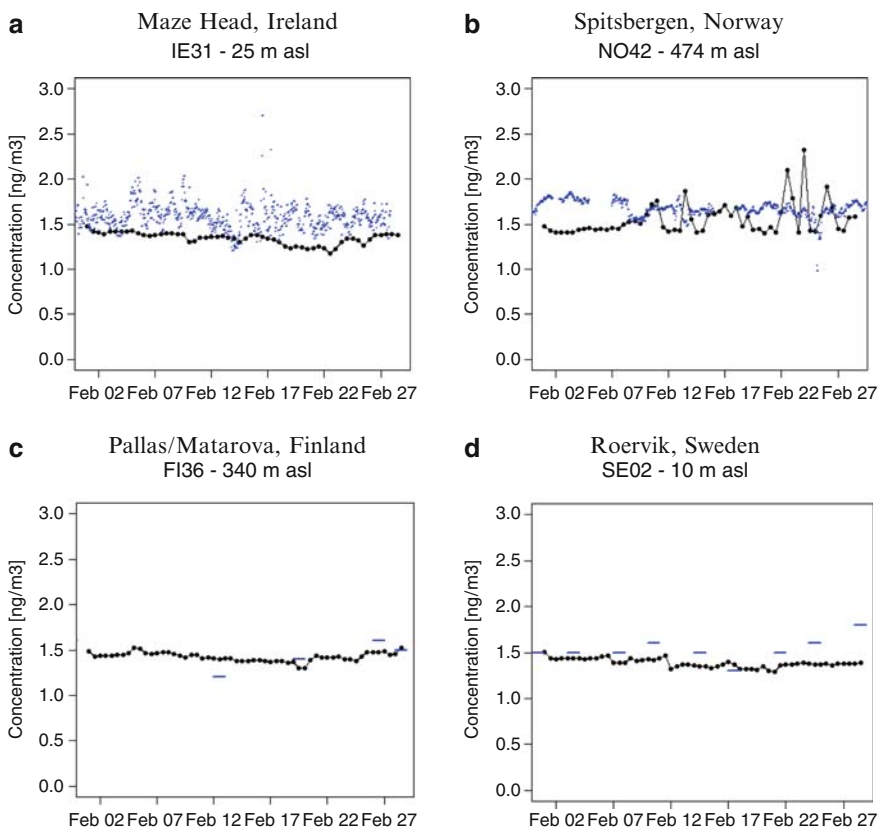 a
Maze Head, Ireland
IE31 - 25 m asl
Concentration [ng/m3]
3.0
2.5
2.0
1.5
1.0
0.5
0.0
Feb 02 Feb 07 Feb 12 Feb 17 Feb 22 Feb 27
b
Spitsbergen, Norway
NO42 - 474 m asl
Concentration [ng/m3]
3.0
2.5
2.0
1.5
1.0
0.5
0.0
Feb 02 Feb 07 Feb 12 Feb 17 Feb 22 Feb 27
c
Pallas/Matarova, Finland
FI36 - 340 m asl
Concentration [ng/m3]
3.0
2.5
2.0
1.5
1.0
0.5
0.0
Feb 02 Feb 07 Feb 12 Feb 17 Feb 22 Feb 27
d
Roervik, Sweden
SE02 - 10 m asl
Concentration [ng/m3]
3.0
2.5
2.0
1.5
1.0
0.5
0.0
Feb 02 Feb 07 Feb 12 Feb 17 Feb 22 Feb 27